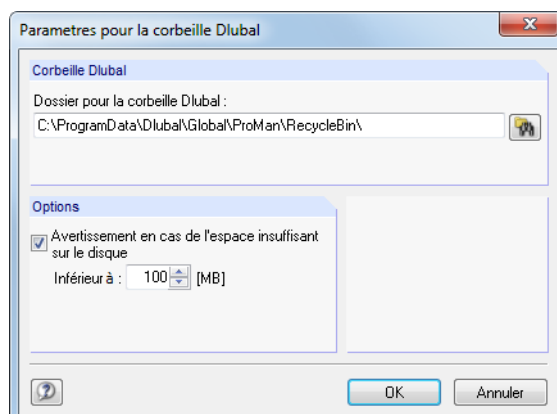 Parametres pour la corbeille Dlubal
Corbeille Dlubal
Dossier pour la corbeille Dlubal :
C:\ProgramData\Dlubal\Global\ProMan\RecycleBin\
Options
Avertissement en cas de l'espace insuffisant
sur le disque
Inférieur à : 100 [MB]
OK Annuler